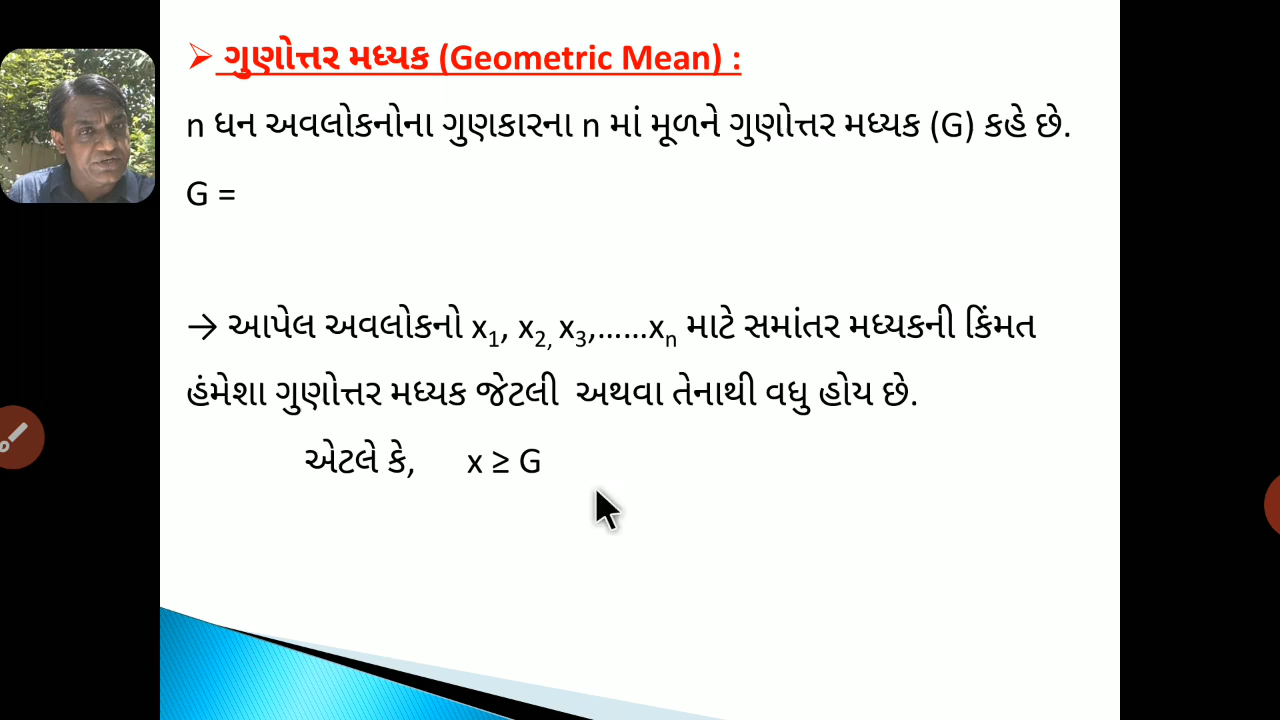 ➢ ગુણોત્તર મધ્યક (Geometric Mean) :
n ધન અવલોકનોના ગુણકારના n માં મૂળને ગુણોત્તર મધ્યક (G) કહે છે.
G =
→ આપેલ અવલોકનો x₁, x₂, x₃,......xₙ માટે સમાંતર મધ્યકની કિંમત
હંમેશા ગુણોત્તર મધ્યક જેટલી અથવા તેનાથી વધુ હોય છે.
એટલે કે, x ≥ G